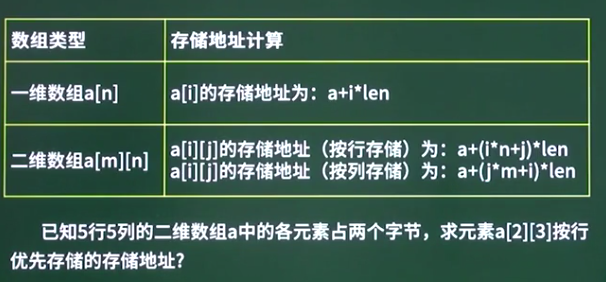 数组类型 存储地址计算
一维数组a[n] a[i]的存储地址为：a+i*len
二维数组a[m][n] a[i][j]的存储地址（按行存储）为：a+(i*n+j)*len
a[i][j]的存储地址（按列存储）为：a+(j*m+i)*len
已知5行5列的二维数组a中的各元素占两个字节，求元素a[2][3]按行
优先存储的存储地址?